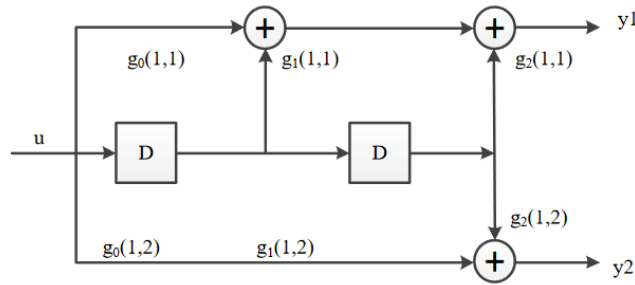 y1
g₀(1,1) g₁(1,1) g₂(1,1)
u
D D
g₂(1,2)
g₀(1,2) g₁(1,2)
y2